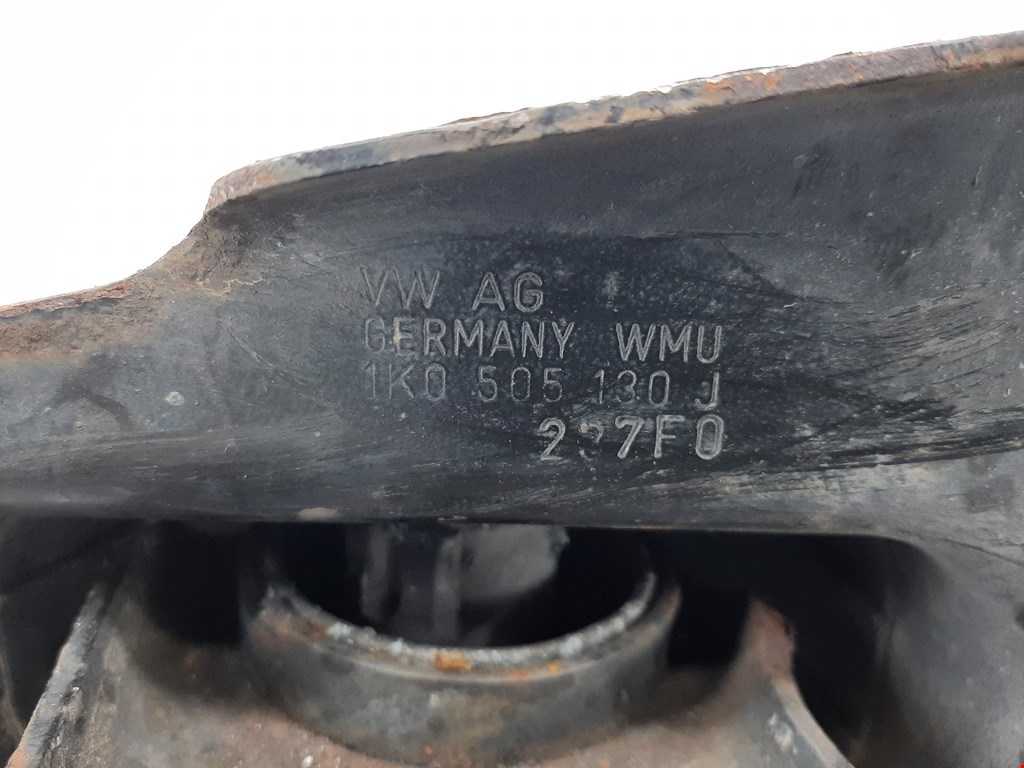 VW AG
GERMANY WMU
1K0 505 130 J